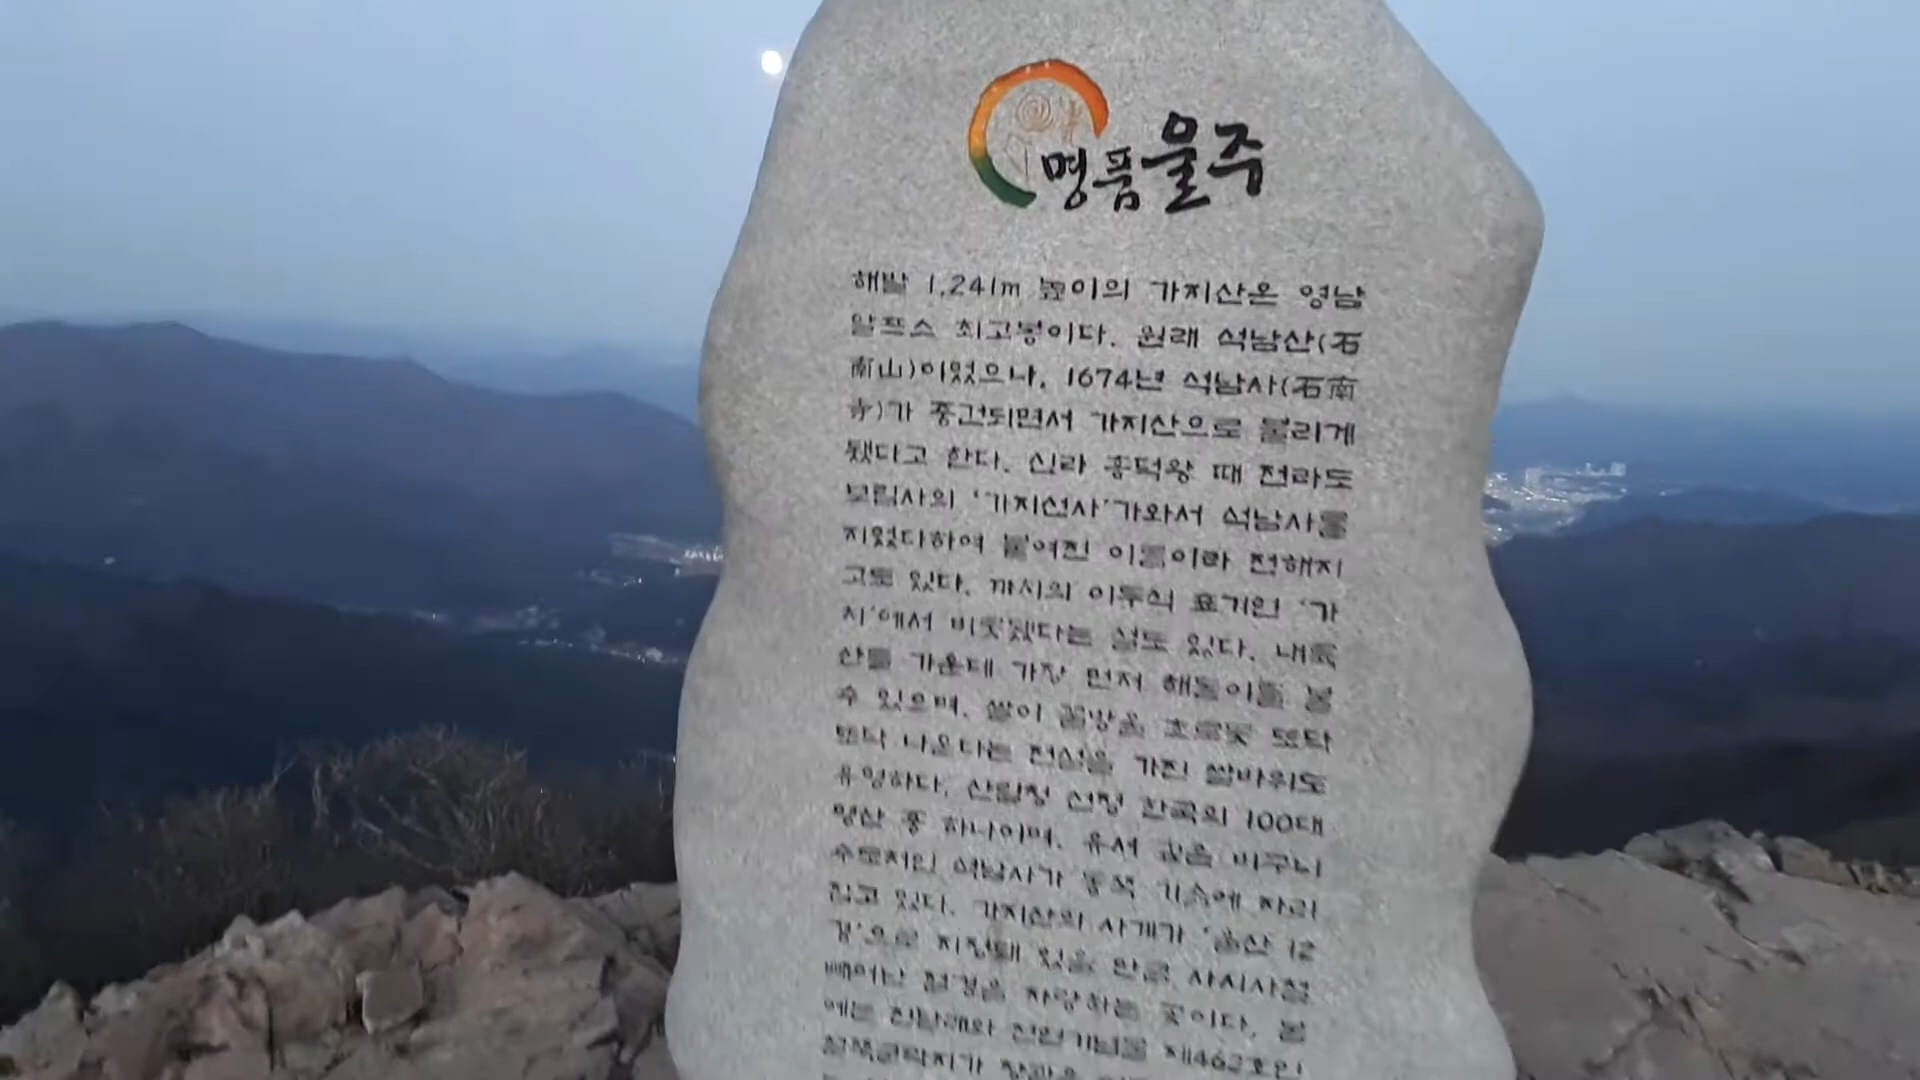 명품울주
해발 1,241m 높이의 가지산은 영남
알프스 최고봉이다. 원래 석남산(石
南山)이었으나, 1674년 석남사(石南
寺)가 중건되면서 가지산으로 불리게
됐다고 한다. 신라 흥덕왕 때 전라도
보림사의 '가지선사'가와서 석남사를
지었다하여 붙여진 이름이라 전해지
고도 있다. 까치의 이두식 표기인 '가
지'에서 비롯됐다는 설도 있다. 내륙
산들 가운데 가장 먼저 해돋이를 볼
수 있으며, 쌀이 흐르듯 또닥
또닥 나온다는 전설을 가진 쌀바위도
유명하다. 산림청 선정 한국의 100대
명산 중 하나이며, 유서 깊은 비구니
수도처인 석남사가 동쪽 기슭에 자리
잡고 있다. 가지산의 사계가 '울산 12
경'으로 지정돼 있을 만큼 사시사철
빼어난 절경을 자랑하는 곳이다. 봄
에는 진달래와 천연기념물 제462호인
철쭉군락지가 장관을